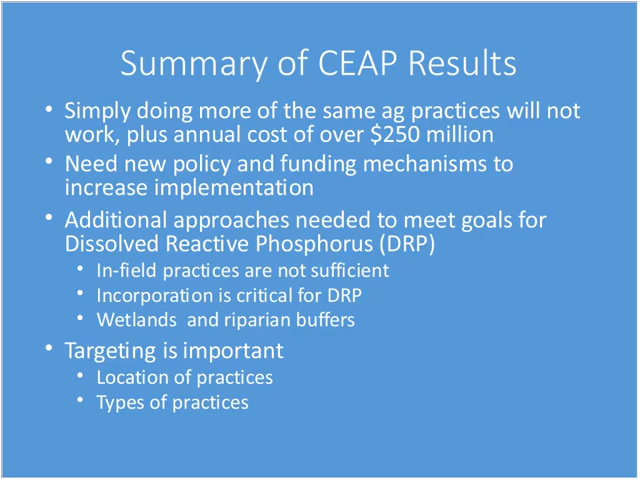 Summary of CEAP Results
• Simply doing more of the same ag practices will not
work, plus annual cost of over $250 million
• Need new policy and funding mechanisms to
increase implementation
• Additional approaches needed to meet goals for
Dissolved Reactive Phosphorus (DRP)
• In-field practices are not sufficient
• Incorporation is critical for DRP
• Wetlands  and riparian buffers
• Targeting is important
• Location of practices
• Types of practices